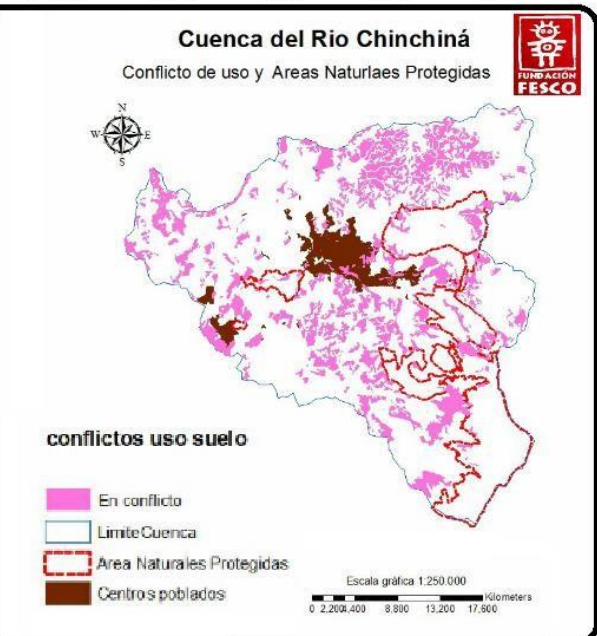 Cuenca del Rio Chinchiná
Conflicto de uso y Areas Naturlaes Protegidas
FUNDACIÓN
FESCO
N
W E
S
conflictos uso suelo
En conflicto
LimiteCuenca
Area Naturales Protegidas
Centros poblados
Escala gráfica 1:250.000
Kilometers
0 2,2004,400 8,800 13,200 17,600